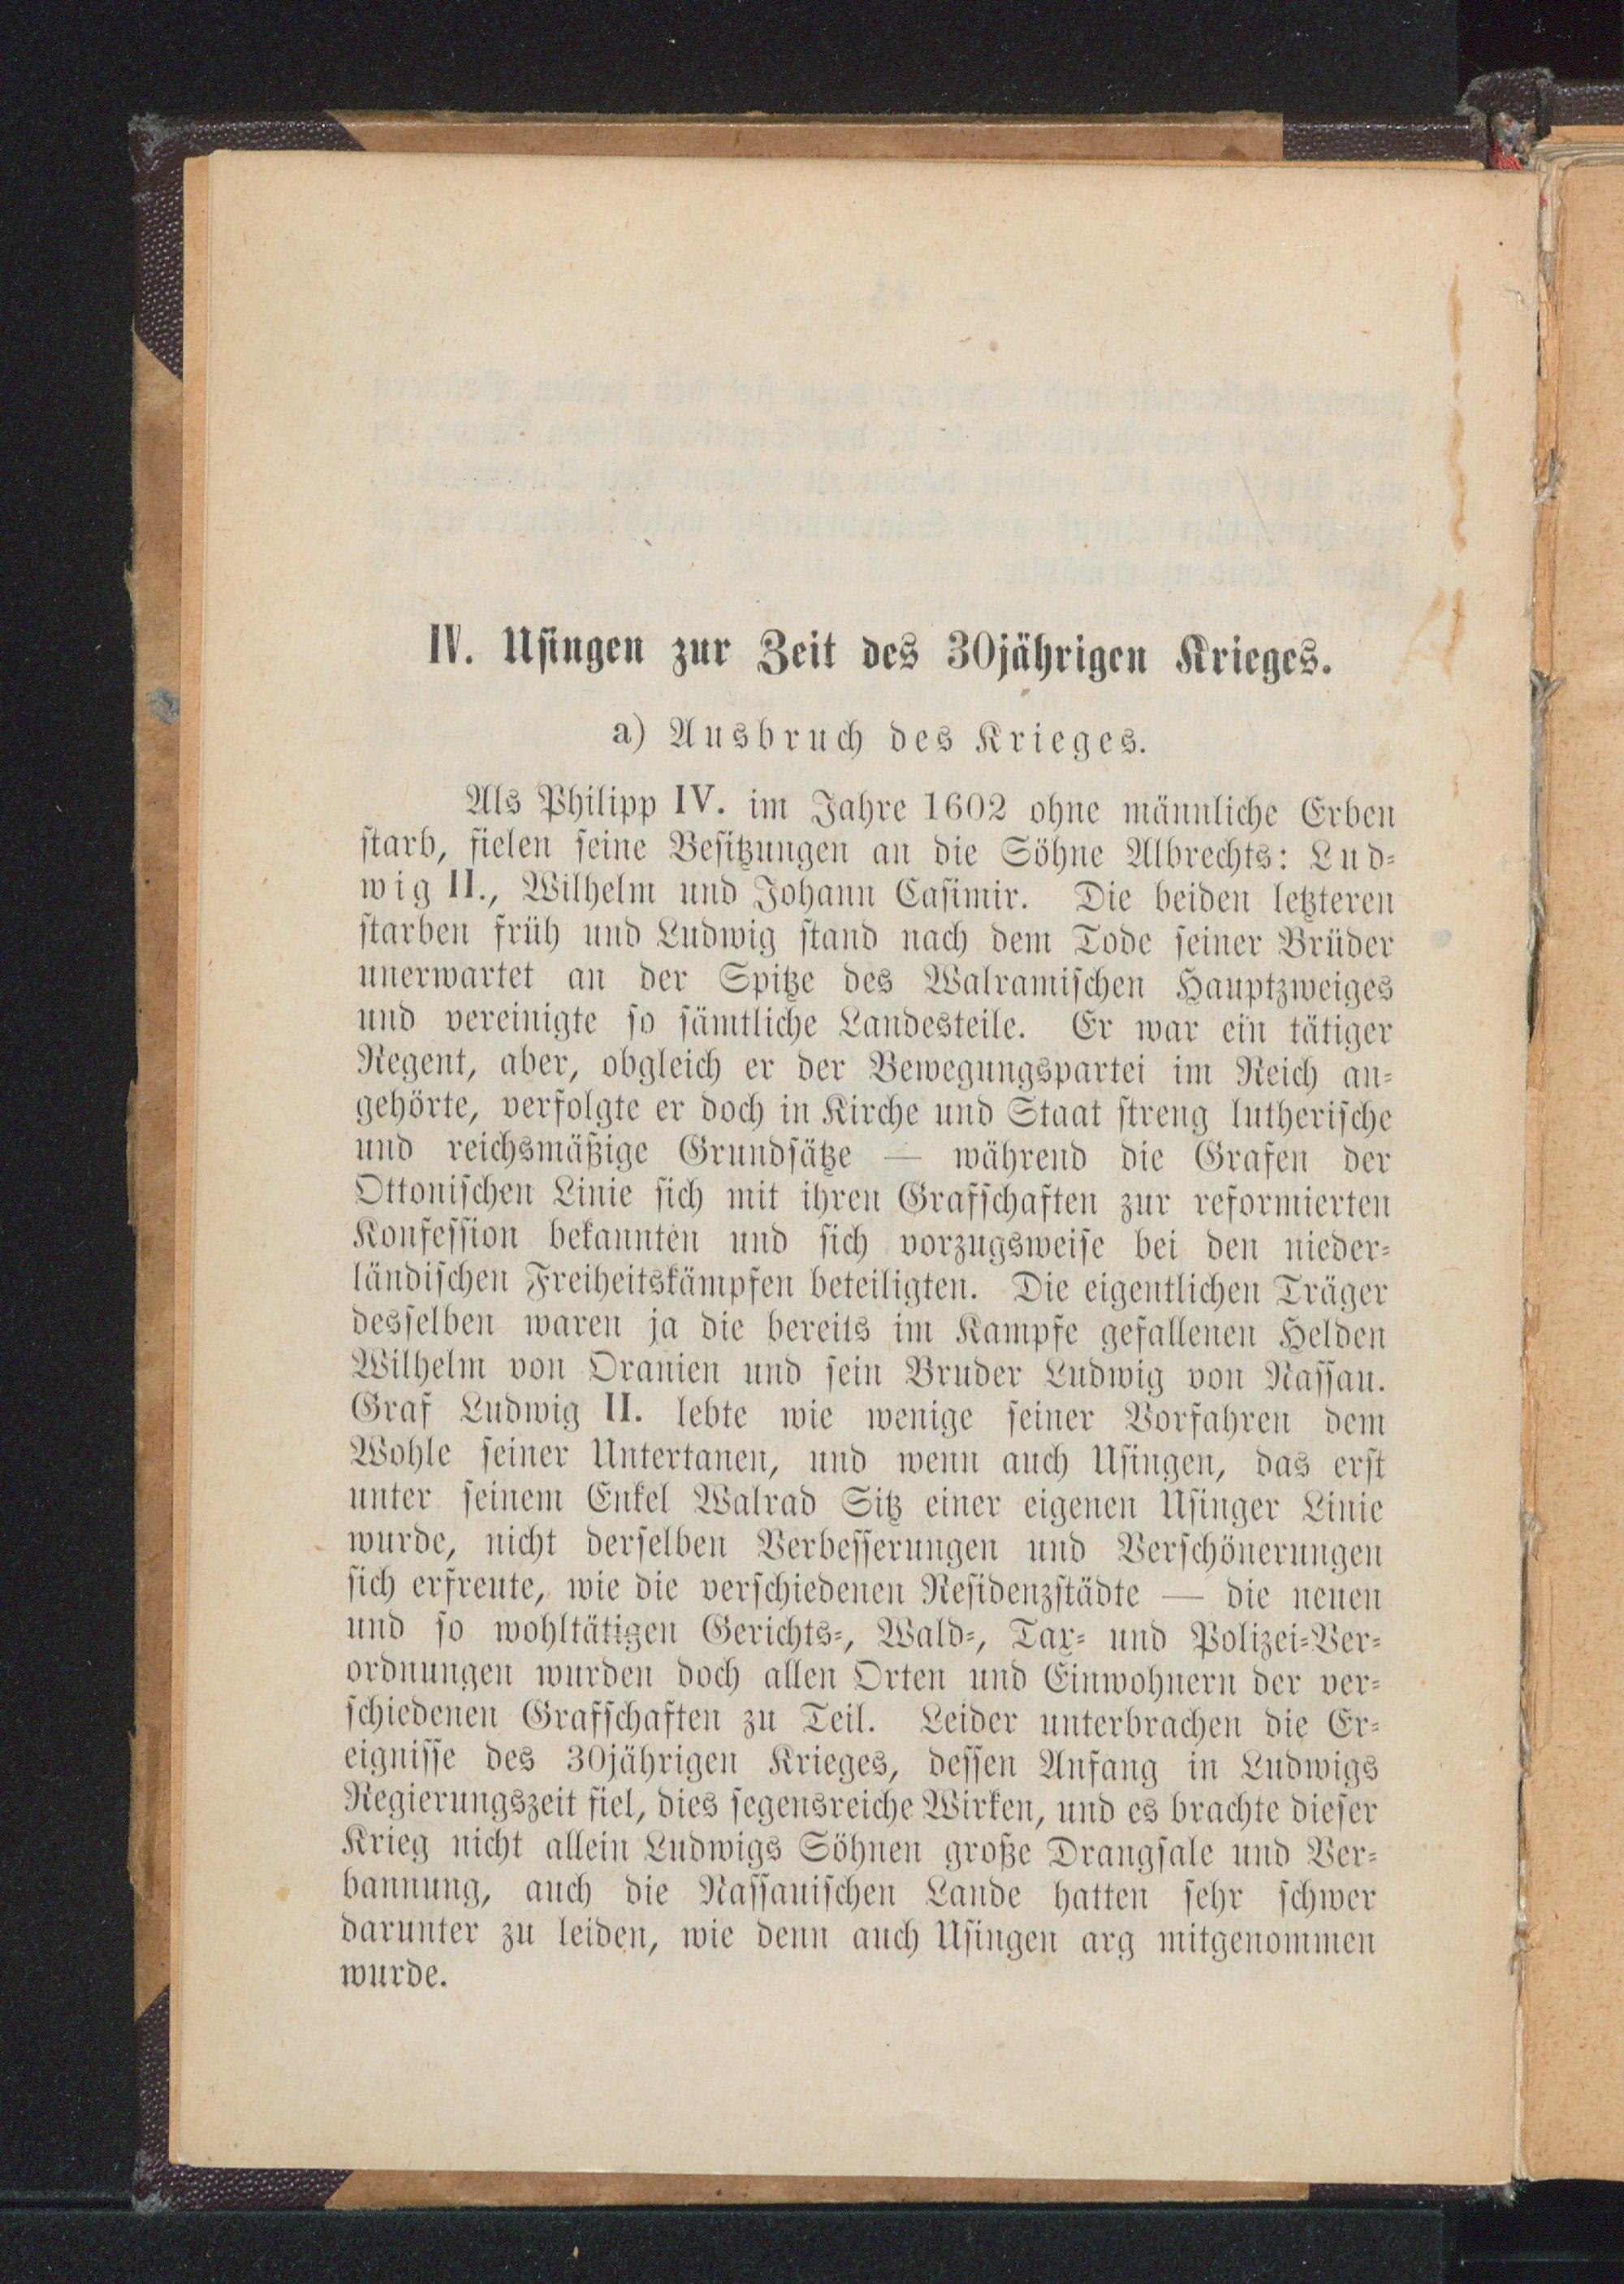 IV. Usingen zur Zeit des 30jährigen Krieges.
a) Ausbruch des Krieges.
Als Philipp IV. im Jahre 1602 ohne männliche Erben
starb, fielen seine Besitzungen an die Söhne Albrechts: Lud-
wig II., Wilhelm und Johann Casimir. Die beiden letzteren
starben früh und Ludwig stand nach dem Tode seiner Brüder
unerwartet an der Spitze des Walramischen Hauptzweiges
und vereinigte so sämtliche Landesteile. Er war ein tätiger
Regent, aber, obgleich er der Bewegungspartei im Reich an-
gehörte, verfolgte er doch in Kirche und Staat streng lutherische
und reichsmäßige Grundsätze — während die Grafen der
Ottonischen Linie sich mit ihren Grafschaften zur reformierten
Konfession bekannten und sich vorzugsweise bei den nieder-
ländischen Freiheitskämpfen beteiligten. Die eigentlichen Träger
desselben waren ja die bereits im Kampfe gefallenen Helden
Wilhelm von Oranien und sein Bruder Ludwig von Nassau.
Graf Ludwig II. lebte wie wenige seiner Vorfahren dem
Wohle seiner Untertanen, und wenn auch Usingen, das erst
unter seinem Enkel Walrad Sitz einer eigenen Usinger Linie
wurde, nicht derselben Verbesserungen und Verschönerungen
sich erfreute, wie die verschiedenen Residenzstädte — die neuen
und so wohltätigen Gerichts-, Wald-, Tax- und Polizei-Ver-
ordnungen wurden doch allen Orten und Einwohnern der ver-
schiedenen Grafschaften zu Teil. Leider unterbrachen die Er-
eignisse des 30jährigen Krieges, dessen Anfang in Ludwigs
Regierungszeit fiel, dies segensreiche Wirken, und es brachte dieser
Krieg nicht allein Ludwigs Söhnen große Drangsale und Ver-
bannung, auch die Nassauischen Lande hatten sehr schwer
darunter zu leiden, wie denn auch Usingen arg mitgenommen
wurde.